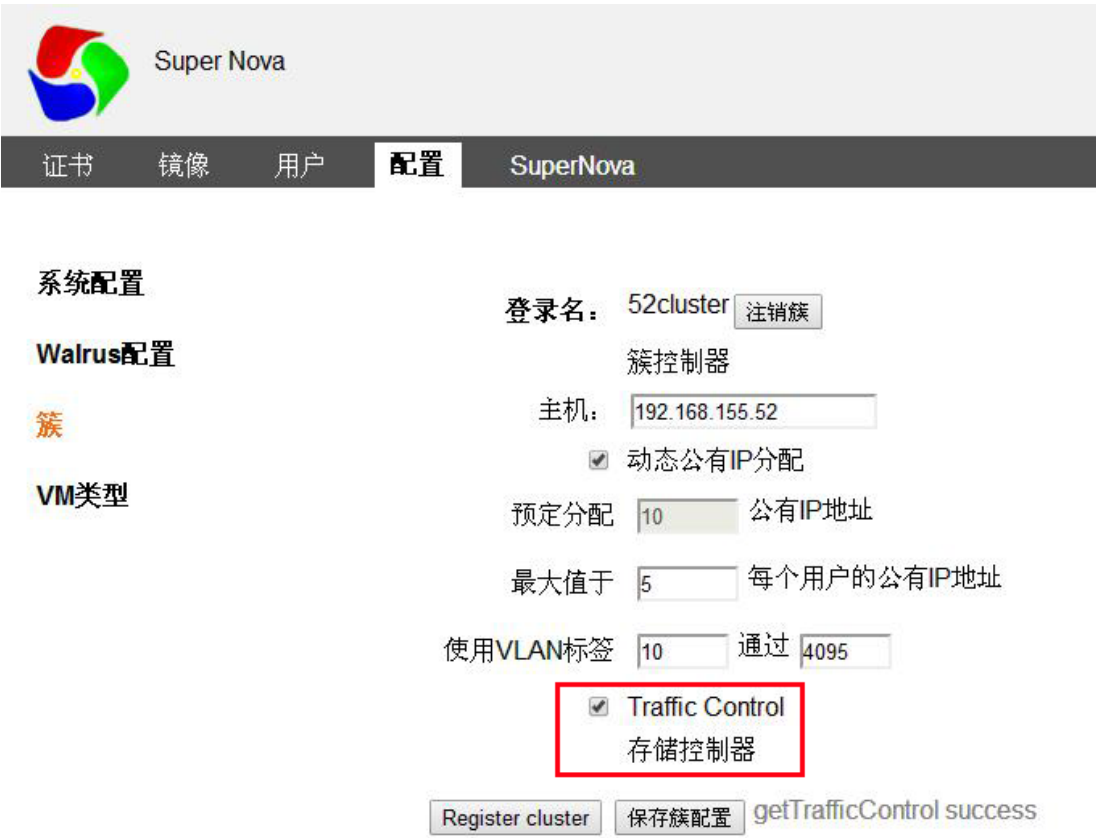 Super Nova
证书 镜像 用户 配置 SuperNova
系统配置
Walrus配置
簇
VM类型
登录名： 52cluster 注销簇
簇控制器
主机： 192.168.155.52
动态公有IP分配
预定分配 10 公有IP地址
最大值于 5 每个用户的公有IP地址
使用VLAN标签 10 通过 4095
Traffic Control
存储控制器
Register cluster 保存簇配置 getTrafficControl success